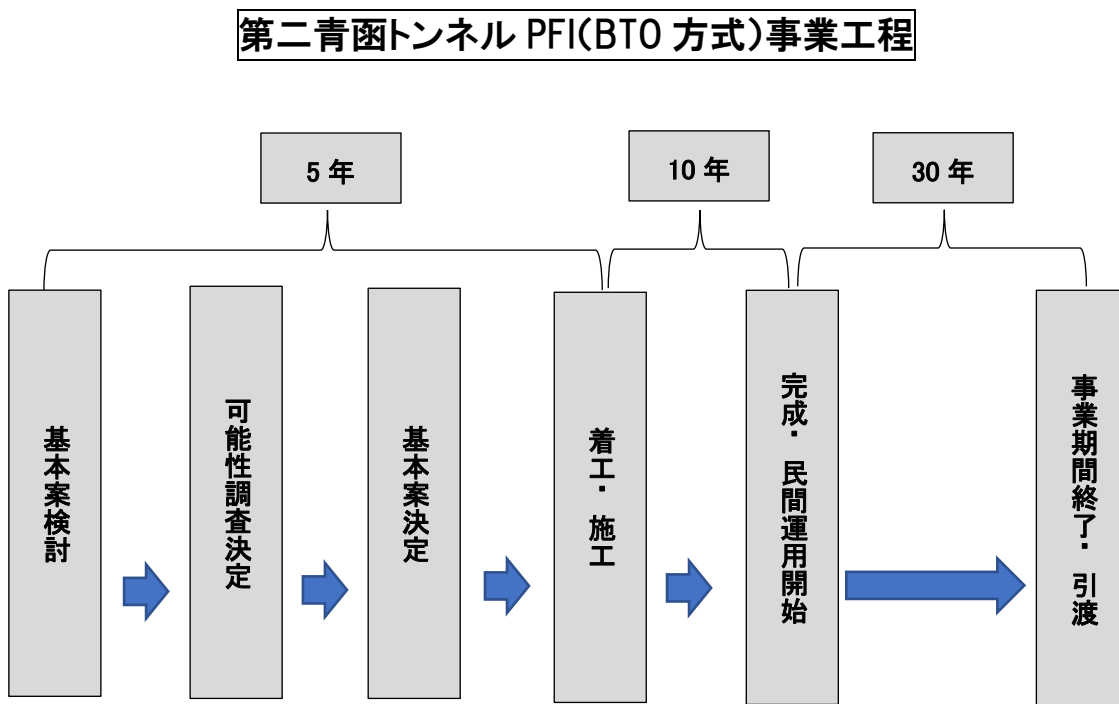 第二青函トンネル PFI(BTO 方式)事業工程
5 年
10 年
30 年
基本案検討
可能性調査決定
基本案決定
着工・ 施工
完成・ 民間運用開始
事業期間終了・ 引渡